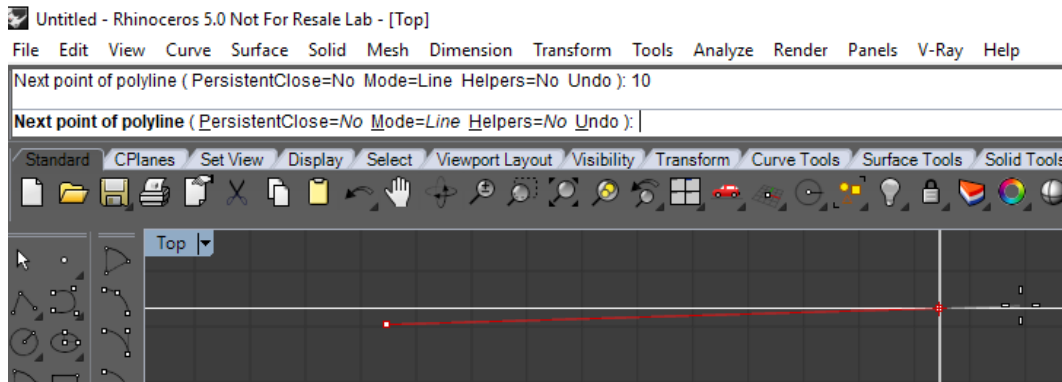 Untitled - Rhinoceros 5.0 Not For Resale Lab - [Top]
File Edit View Curve Surface Solid Mesh Dimension Transform Tools Analyze Render Panels V-Ray Help
Next point of polyline ( PersistentClose=No Mode=Line Helpers=No Undo ): 10
Next point of polyline ( PersistentClose=No Mode=Line Helpers=No Undo ):
Standard CPlanes Set View Display Select Viewport Layout Visibility Transform Curve Tools Surface Tools Solid Tools
Top